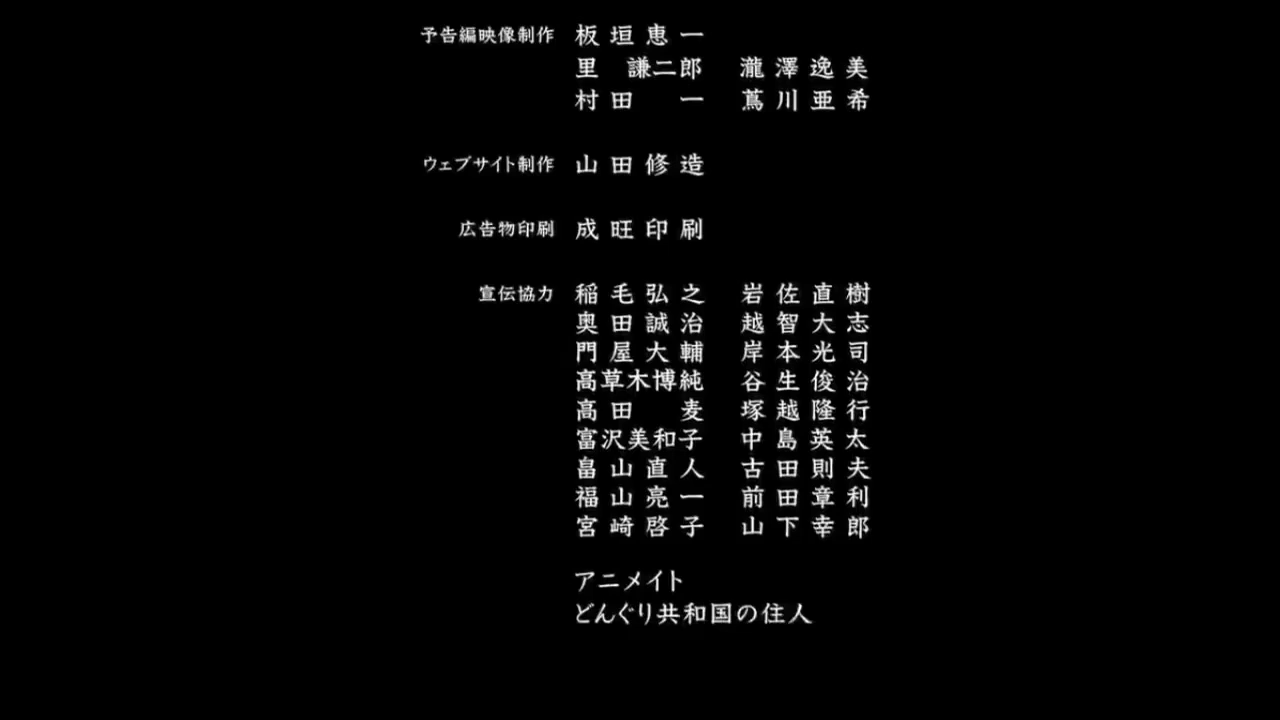 予告編映像制作 板垣恵一
里 謙二郎 瀧澤逸美
村田 一 蔦川亜希
ウェブサイト制作 山田修造
広告物印刷 成旺印刷
宣伝協力 稲毛弘之 岩佐直樹
奥田誠治 越智大志
門屋大輔 岸本光司
高草木博純 谷生俊治
高田 麦 塚越隆行
富沢美和子 中島英太
畠山直人 古田則夫
福山亮一 前田章利
宮崎啓子 山下幸郎
アニメイト
どんぐり共和国の住人